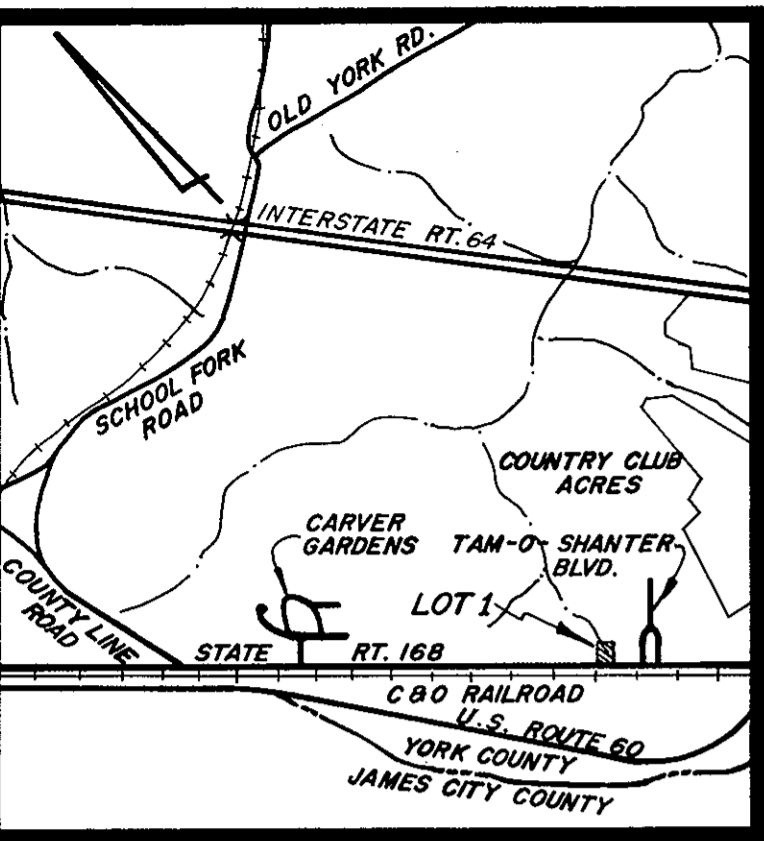 OLD YORK RD.
INTERSTATE RT. 64
SCHOOL FORK
ROAD
COUNTRY CLUB
ACRES
CARVER
GARDENS
TAM-O-SHANTER
BLVD.
LOT 1
COUNTY LINE
ROAD
STATE RT. 168
C&O RAILROAD
U.S. ROUTE 60
YORK COUNTY
JAMES CITY COUNTY